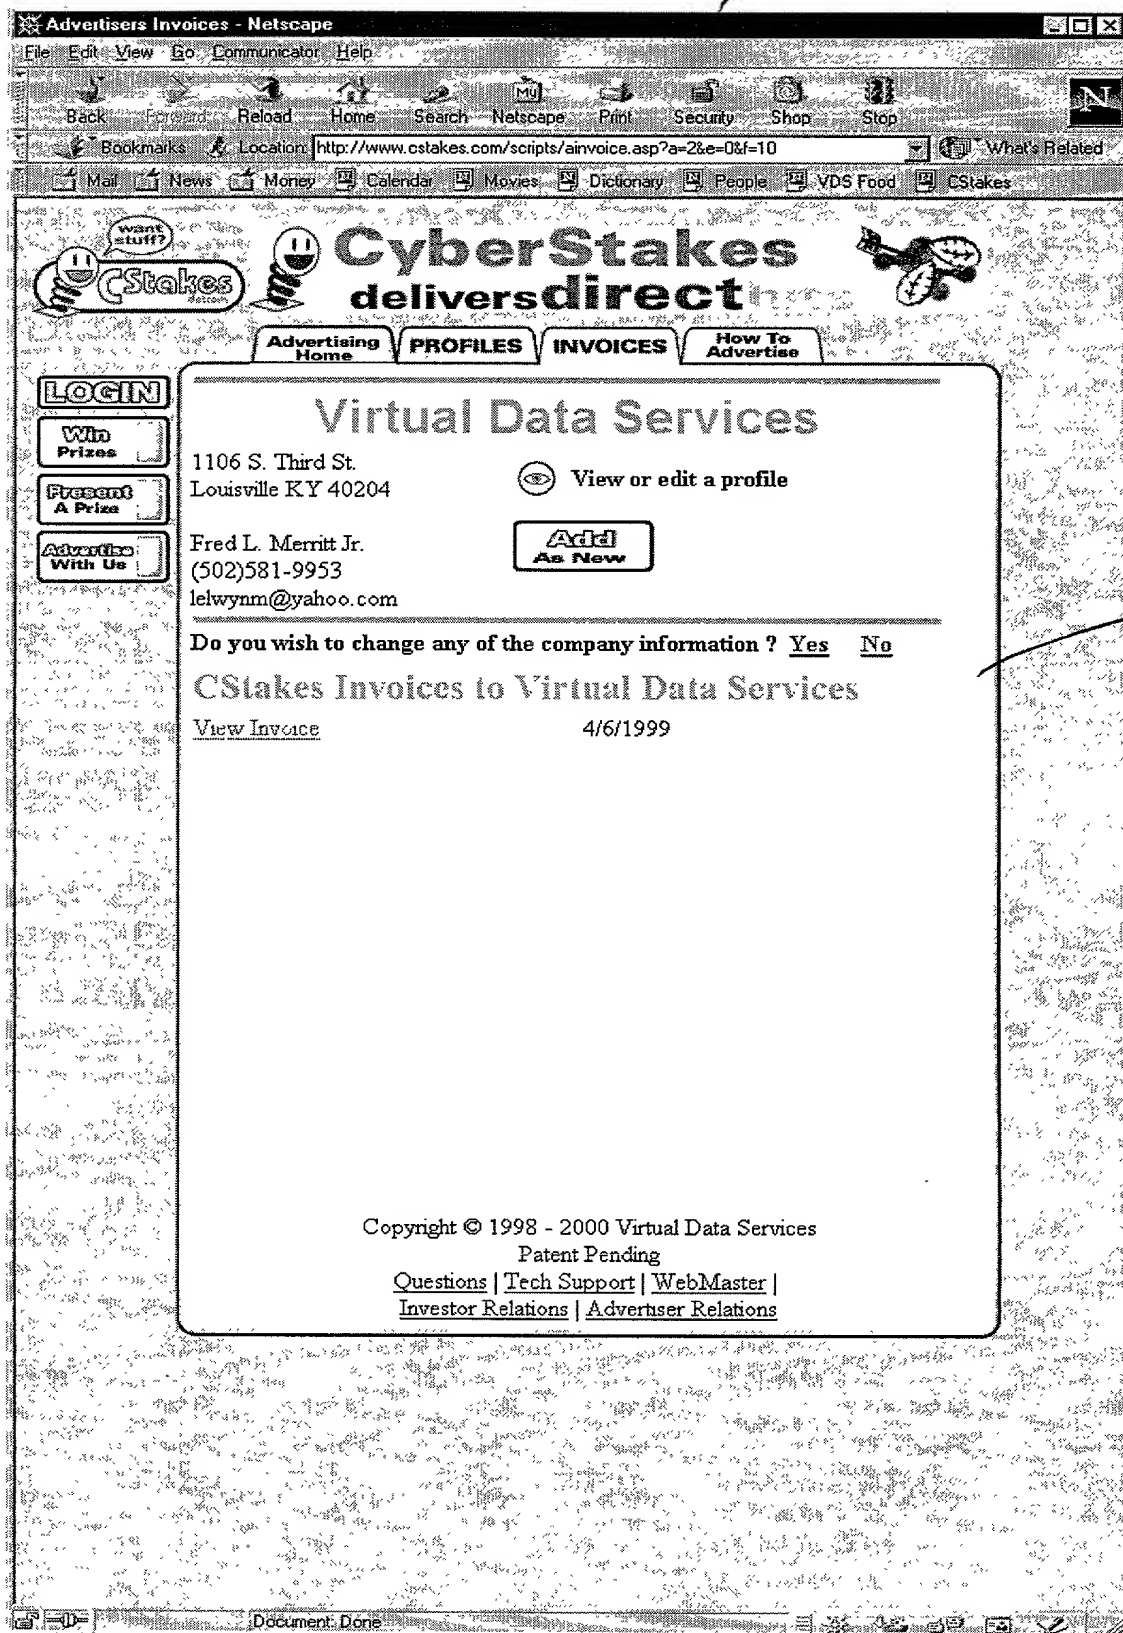 Advertisers Invoices - Netscape
File Edit View Go Communicator Help
Back Forward Reload Home Search Netscape Print Security Shop Stop
Bookmarks Location: http://www.cstakes.com/scripts/ainvoice.asp?a=2&e=0&f=10 What's Related
Mail News Money Calendar Movies Dictionary People VDS Food CStakes
want stuff?
CStakes
dotcom
CyberStakes
deliversdirect
Advertising Home PROFILES INVOICES How To Advertise
LOGIN
Win Prizes
Present A Prize
Advertise With Us
Virtual Data Services
1106 S. Third St.
Louisville KY 40204
View or edit a profile
Fred L. Merritt Jr.
(502)581-9953
lelwynm@yahoo.com
Add As New
Do you wish to change any of the company information ? Yes No
CStakes Invoices to Virtual Data Services
View Invoice 4/6/1999
Copyright © 1998 - 2000 Virtual Data Services
Patent Pending
Questions | Tech Support | WebMaster |
Investor Relations | Advertiser Relations
Document: Done